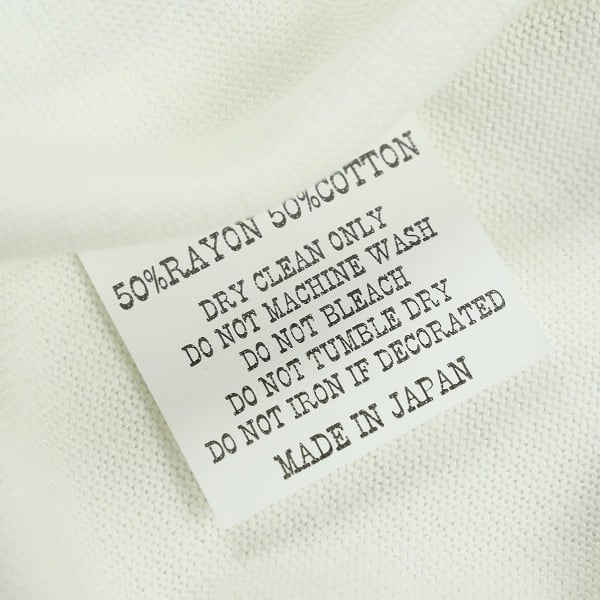 50%RAYON 50%COTTON
DRY CLEAN ONLY
DO NOT MACHINE WASH
DO NOT BLEACH
DO NOT TUMBLE DRY
DO NOT IRON IF DECORATED
MADE IN JAPAN